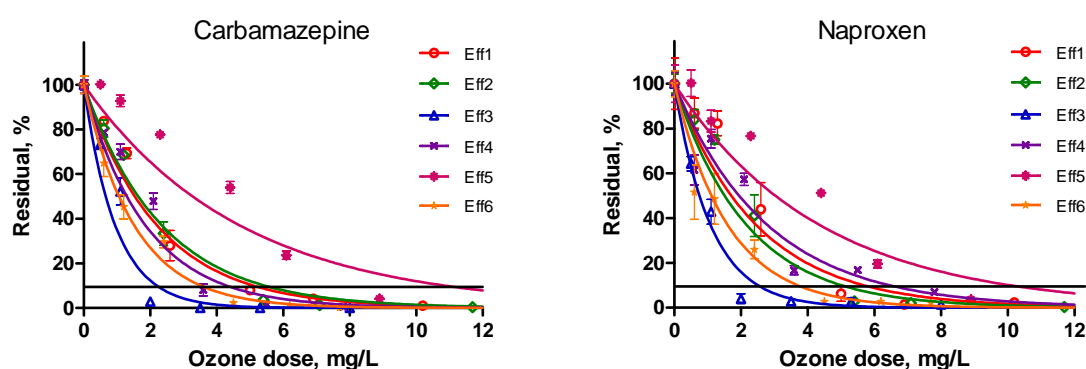 Carbamazepine
Residual, %
100
80
60
40
20
0
0 2 4 6 8 10 12
Ozone dose, mg/L
Eff1
Eff2
Eff3
Eff4
Eff5
Eff6
Naproxen
Residual, %
100
80
60
40
20
0
0 2 4 6 8 10 12
Ozone dose, mg/L
Eff1
Eff2
Eff3
Eff4
Eff5
Eff6